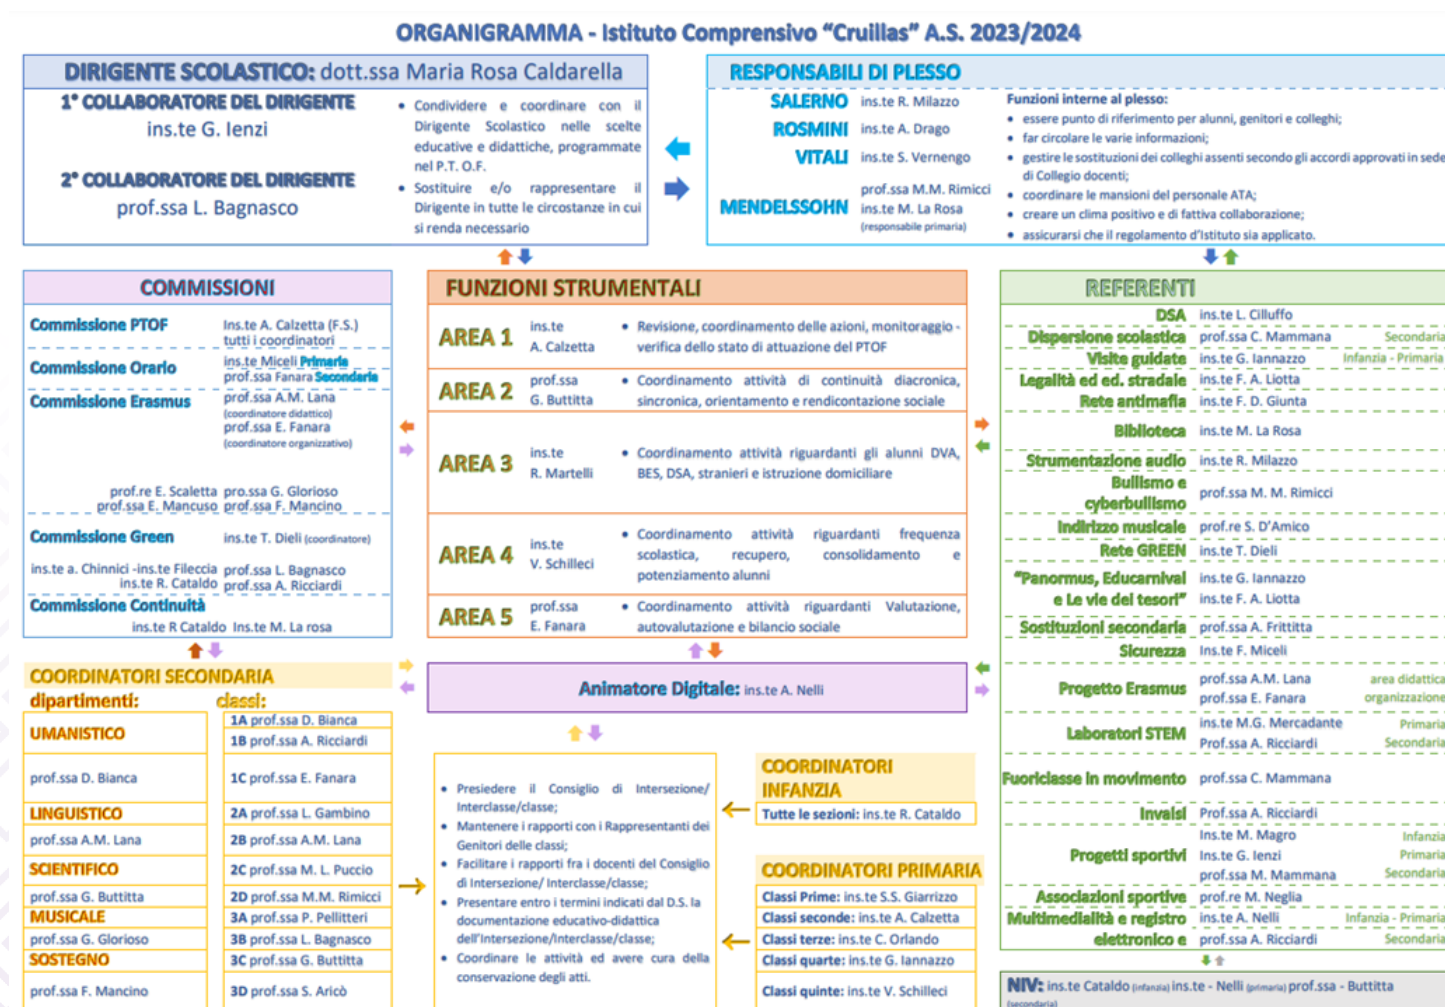 ORGANIGRAMMA - Istituto Comprensivo “Cruillas” A.S. 2023/2024
DIRIGENTE SCOLASTICO: dott.ssa Maria Rosa Caldarella
1° COLLABORATORE DEL DIRIGENTE
ins.te G. Ienzi
2° COLLABORATORE DEL DIRIGENTE
prof.ssa L. Bagnasco
• Condividere e coordinare con il
Dirigente Scolastico nelle scelte
educative e didattiche, programmate
nel P.T. O.F.
• Sostituire e/o rappresentare il
Dirigente in tutte le circostanze in cui
si renda necessario
RESPONSABILI DI PLESSO
SALERNO ins.te R. Milazzo
ROSMINI ins.te A. Drago
VITALI ins.te S. Vernengo
prof.ssa M.M. Rimicci
MENDELSSOHN ins.te M. La Rosa
(responsabile primaria)
Funzioni interne al plesso:
• essere punto di riferimento per alunni, genitori e colleghi;
• far circolare le varie informazioni;
• gestire le sostituzioni dei colleghi assenti secondo gli accordi approvati in sede
di Collegio docenti;
• coordinare le mansioni del personale ATA;
• creare un clima positivo e di fattiva collaborazione;
• assicurarsi che il regolamento d’Istituto sia applicato.
COMMISSIONI
Commissione PTOF Ins.te A. Calzetta (F.S.)
tutti i coordinatori
Commissione Orario ins.te Miceli Primaria
prof.ssa Fanara Secondaria
Commissione Erasmus prof.ssa A.M. Lana
(coordinatore didattico)
prof.ssa E. Fanara
(coordinatore organizzativo)
prof.re E. Scaletta pro.ssa G. Glorioso
prof.ssa E. Mancuso prof.ssa F. Mancino
Commissione Green ins.te T. Dieli (coordinatore)
ins.te a. Chinnici -ins.te Fileccia prof.ssa L. Bagnasco
ins.te R. Cataldo prof.ssa A. Ricciardi
Commissione Continuità
ins.te R Cataldo Ins.te M. La rosa
FUNZIONI STRUMENTALI
AREA 1 ins.te
A. Calzetta
• Revisione, coordinamento delle azioni, monitoraggio -
verifica dello stato di attuazione del PTOF
AREA 2 prof.ssa
G. Buttitta
• Coordinamento attività di continuità diacronica,
sincronica, orientamento e rendicontazione sociale
AREA 3 ins.te
R. Martelli
• Coordinamento attività riguardanti gli alunni DVA,
BES, DSA, stranieri e istruzione domiciliare
AREA 4 ins.te
V. Schilleci
• Coordinamento attività riguardanti frequenza
scolastica, recupero, consolidamento e
potenziamento alunni
AREA 5 prof.ssa
E. Fanara
• Coordinamento attività riguardanti Valutazione,
autovalutazione e bilancio sociale
REFERENTI
DSA ins.te L. Cilluffo
Dispersione scolastica prof.ssa C. Mammana Secondaria
Visite guidate ins.te G. Iannazzo Infanzia - Primaria
Legalità ed ed. stradale ins.te F. A. Liotta
Rete antimafia ins.te F. D. Giunta
Biblioteca ins.te M. La Rosa
Strumentazione audio ins.te R. Milazzo
Bullismo e
cyberbullismo prof.ssa M. M. Rimicci
Indirizzo musicale prof.re S. D’Amico
Rete GREEN ins.te T. Dieli
“Panormus, Educarnival ins.te G. Iannazzo
e Le vie dei tesori” ins.te F. A. Liotta
Sostituzioni secondaria prof.ssa A. Frittitta
Sicurezza Ins.te F. Miceli
Progetto Erasmus prof.ssa A.M. Lana area didattica
prof.ssa E. Fanara organizzazione
Laboratori STEM ins.te M.G. Mercadante Primaria
Prof.ssa A. Ricciardi Secondaria
Fuoriclasse in movimento prof.ssa C. Mammana
Invalsi Prof.ssa A. Ricciardi
Ins.te M. Magro Infanzia
Progetti sportivi Ins.te G. Ienzi Primaria
prof.ssa M. Mammana Secondaria
Associazioni sportive prof.re M. Neglia
Multimedialità e registro ins.te A. Nelli Infanzia - Primaria
elettronico e prof.ssa A. Ricciardi Secondaria
NIV: ins.te Cataldo (infanzia) ins.te - Nelli (primaria) prof.ssa - Buttitta
(secondaria)
Animatore Digitale: ins.te A. Nelli
COORDINATORI SECONDARIA
dipartimenti:
UMANISTICO
prof.ssa D. Bianca
LINGUISTICO
prof.ssa A.M. Lana
SCIENTIFICO
prof.ssa G. Buttitta
MUSICALE
prof.ssa G. Glorioso
SOSTEGNO
prof.ssa F. Mancino
classi:
1A prof.ssa D. Bianca
1B prof.ssa A. Ricciardi
1C prof.ssa E. Fanara
2A prof.ssa L. Gambino
2B prof.ssa A.M. Lana
2C prof.ssa M. L. Puccio
2D prof.ssa M.M. Rimicci
3A prof.ssa P. Pellitteri
3B prof.ssa L. Bagnasco
3C prof.ssa G. Buttitta
3D prof.ssa S. Aricò
• Presiedere il Consiglio di Intersezione/
Interclasse/classe;
• Mantenere i rapporti con i Rappresentanti dei
Genitori delle classi;
• Facilitare i rapporti fra i docenti del Consiglio
di Intersezione/ Interclasse/classe;
• Presentare entro i termini indicati dal D.S. la
documentazione educativo-didattica
dell’Intersezione/Interclasse/classe;
• Coordinare le attività ed avere cura della
conservazione degli atti.
COORDINATORI
INFANZIA
Tutte le sezioni: ins.te R. Cataldo
COORDINATORI PRIMARIA
Classi Prime: ins.te S.S. Giarrizzo
Classi seconde: ins.te A. Calzetta
Classi terze: ins.te C. Orlando
Classi quarte: ins.te G. Iannazzo
Classi quinte: ins.te V. Schilleci